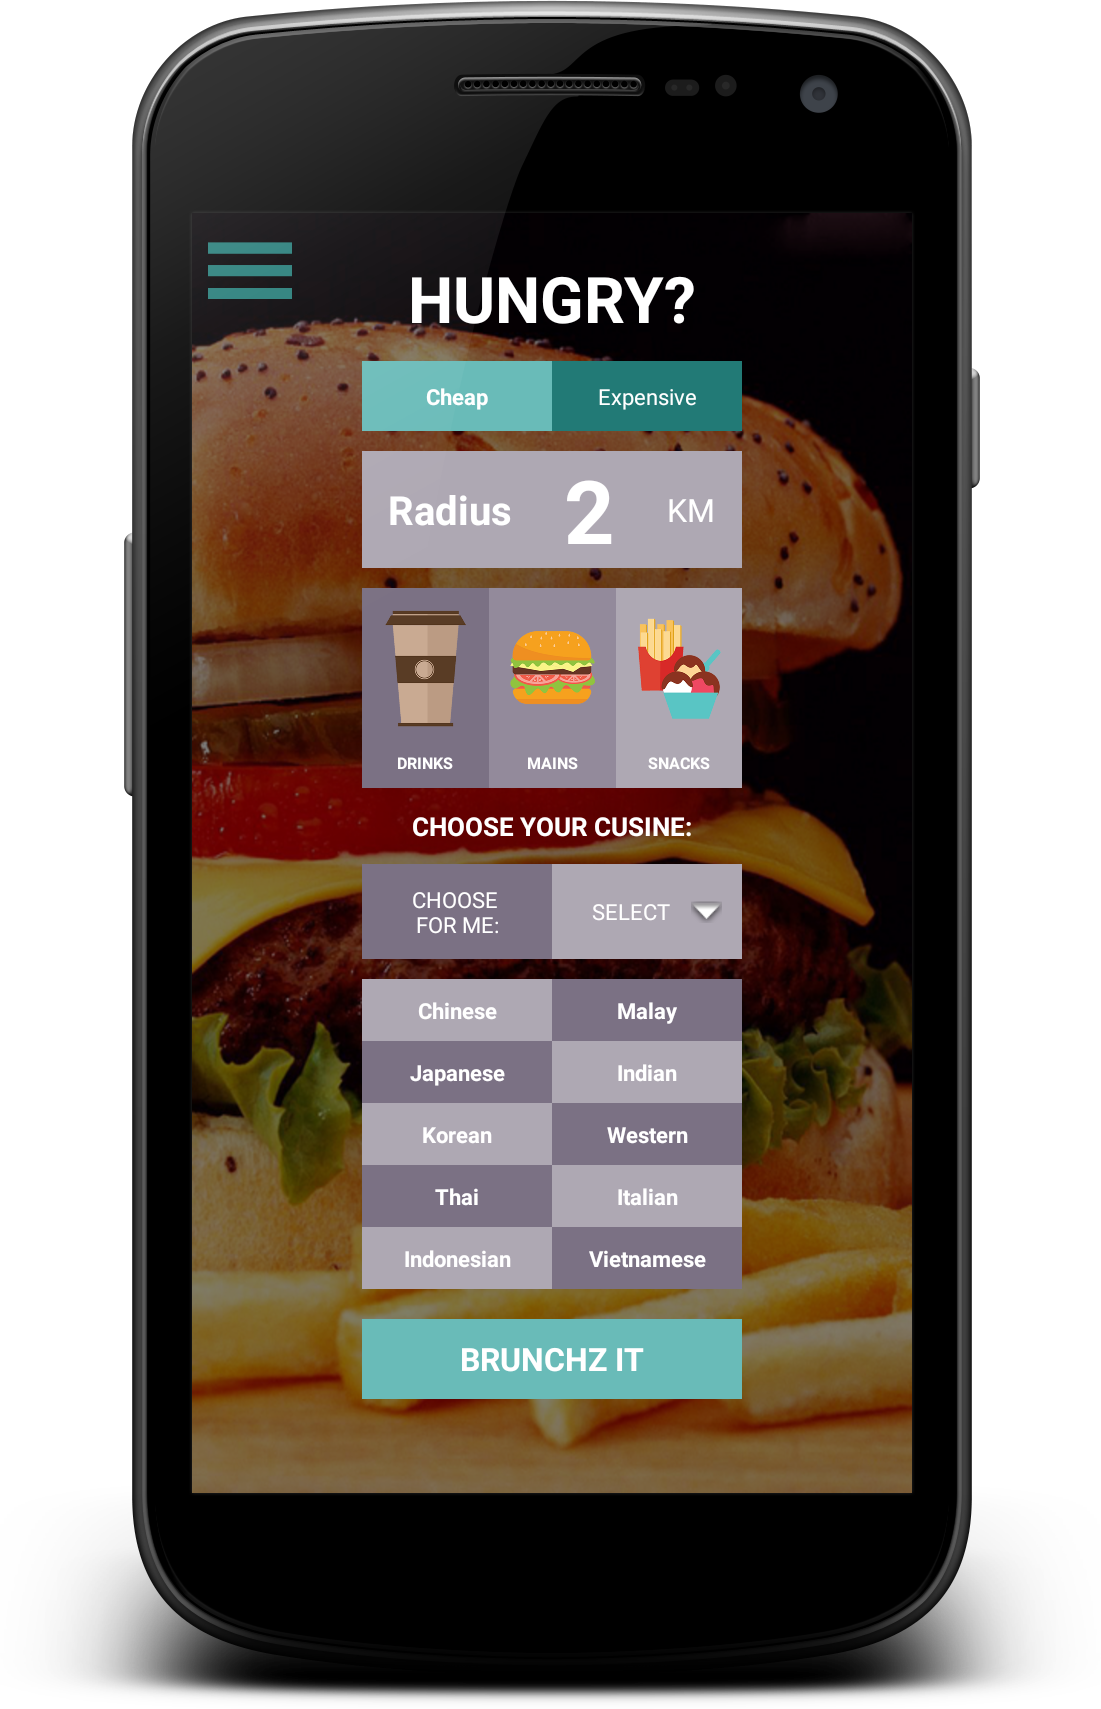 HUNGRY?
Cheap Expensive
Radius 2 KM
DRINKS MAINS SNACKS
CHOOSE YOUR CUSINE:
CHOOSE
FOR ME:
SELECT
Chinese Malay
Japanese Indian
Korean Western
Thai Italian
Indonesian Vietnamese
BRUNCHZ IT